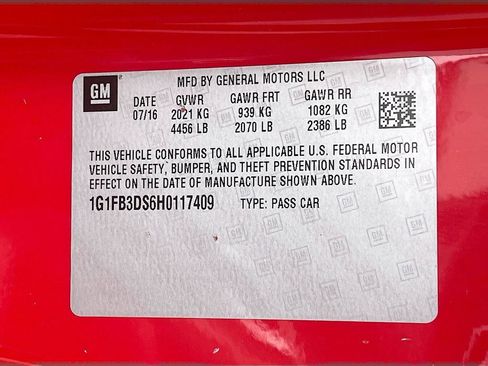 GM
MFD BY GENERAL MOTORS LLC
DATE GVWR GAWR FRT GAWR RR
07/16 2021 KG 939 KG 1082 KG
4456 LB 2070 LB 2386 LB
THIS VEHICLE CONFORMS TO ALL APPLICABLE U.S. FEDERAL MOTOR
VEHICLE SAFETY, BUMPER, AND THEFT PREVENTION STANDARDS IN
EFFECT ON THE DATE OF MANUFACTURE SHOWN ABOVE.
1G1FB3DS6H0117409 TYPE: PASS CAR